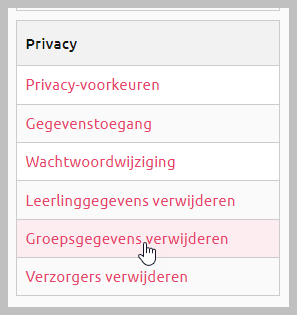 Privacy
Privacy-voorkeuren
Gegevenstoegang
Wachtwoordwijziging
Leerlinggegevens verwijderen
Groepsgegevens verwijderen
Verzorgers verwijderen